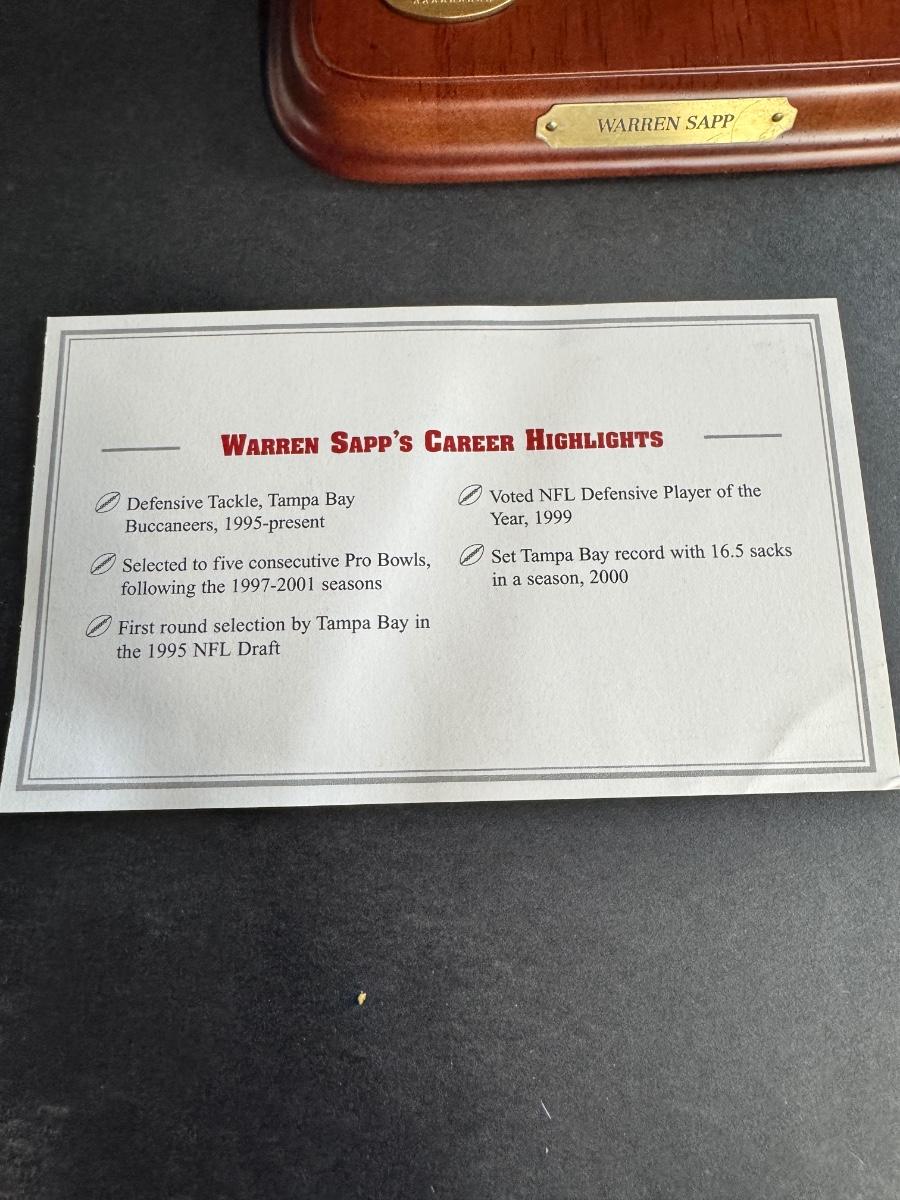 WARREN SAPP
WARREN SAPP'S CAREER HIGHLIGHTS
Defensive Tackle, Tampa Bay
Buccaneers, 1995-present
Selected to five consecutive Pro Bowls,
following the 1997-2001 seasons
First round selection by Tampa Bay in
the 1995 NFL Draft
Voted NFL Defensive Player of the
Year, 1999
Set Tampa Bay record with 16.5 sacks
in a season, 2000